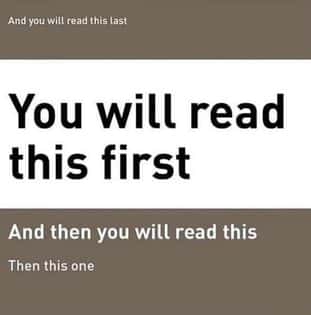 And you will read this last
You will read
this first
And then you will read this
Then this one